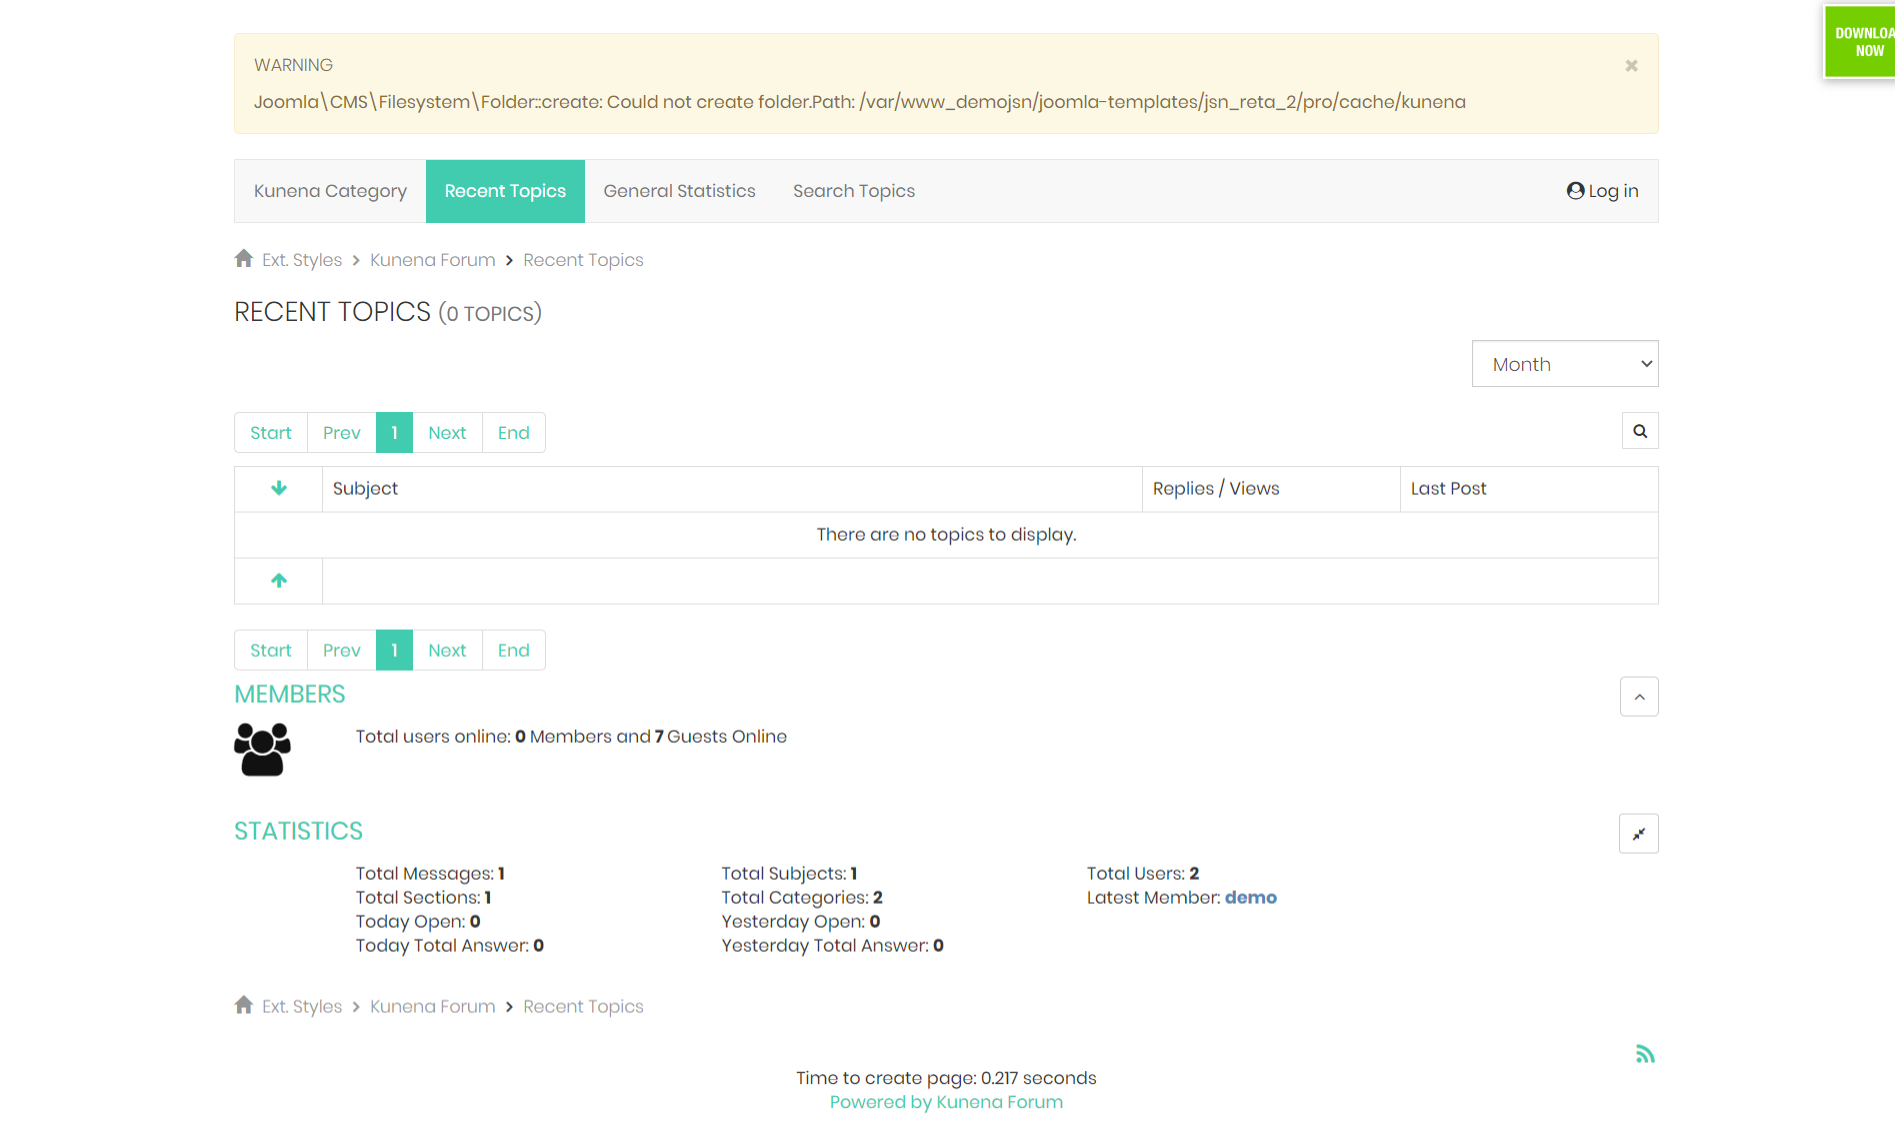 DOWNLOA
NOW
WARNING
×
Joomla\CMS\Filesystem\Folder::create: Could not create folder.Path: /var/www_demojsn/joomla-templates/jsn_reta_2/pro/cache/kunena
Kunena Category Recent Topics General Statistics Search Topics Log in
Ext. Styles > Kunena Forum > Recent Topics
RECENT TOPICS (0 TOPICS)
Month
Start Prev 1 Next End
Subject Replies / Views Last Post
There are no topics to display.
Start Prev 1 Next End
MEMBERS
Total users online: 0 Members and 7 Guests Online
STATISTICS
Total Messages: 1 Total Subjects: 1 Total Users: 2
Total Sections: 1 Total Categories: 2 Latest Member: demo
Today Open: 0 Yesterday Open: 0
Today Total Answer: 0 Yesterday Total Answer: 0
Ext. Styles > Kunena Forum > Recent Topics
Time to create page: 0.217 seconds
Powered by Kunena Forum